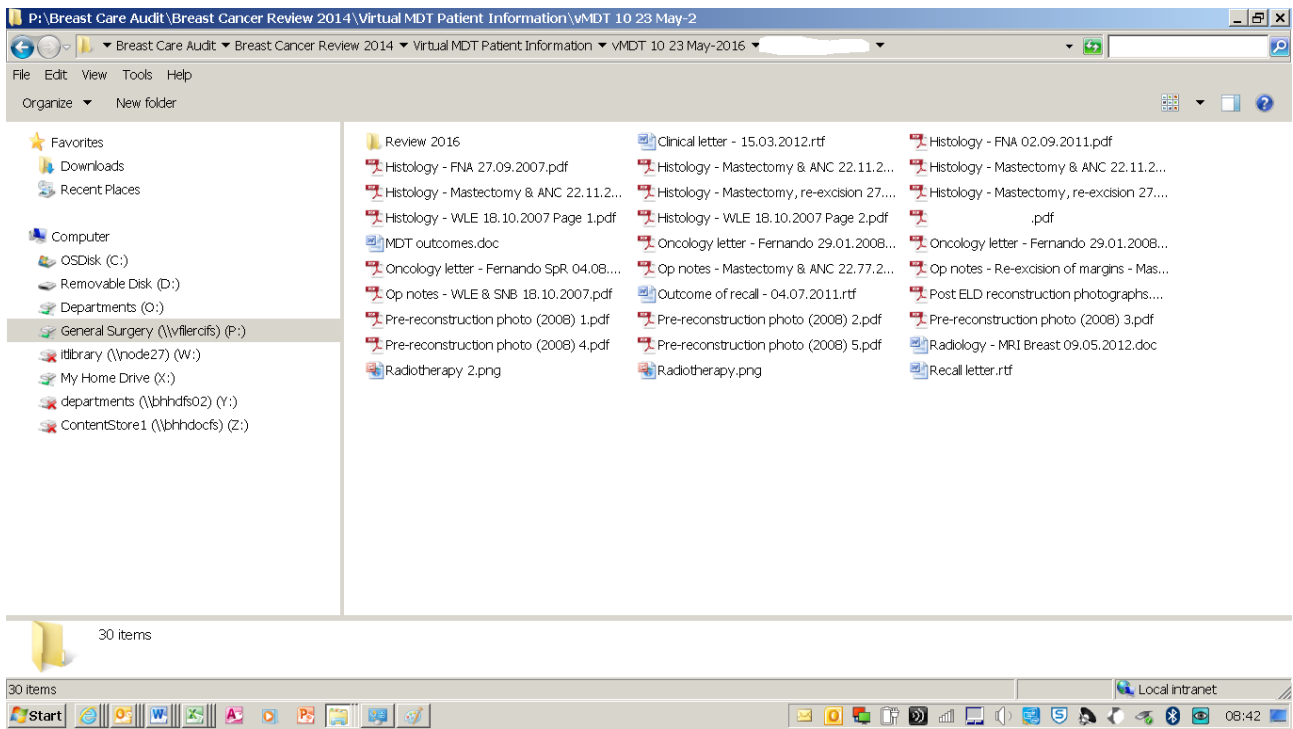 P:\Breast Care Audit\Breast Cancer Review 2014\Virtual MDT Patient Information\vMDT 10 23 May-2
Breast Care Audit Breast Cancer Review 2014 Virtual MDT Patient Information vMDT 10 23 May-2016
File Edit View Tools Help
Organize New folder
Favorites
Downloads
Recent Places
Computer
OSDisk (C:)
Removable Disk (D:)
Departments (O:)
General Surgery (\\vfilercifs) (P:)
itlibrary (\\node27) (W:)
My Home Drive (X:)
departments (\\bhhdfs02) (Y:)
ContentStore1 (\\bhhdocfs) (Z:)
Review 2016 Clinical letter - 15.03.2012.rtf Histology - FNA 02.09.2011.pdf
Histology - FNA 27.09.2007.pdf Histology - Mastectomy & ANC 22.11.2... Histology - Mastectomy & ANC 22.11.2...
Histology - Mastectomy & ANC 22.11.2... Histology - Mastectomy, re-excision 27.... Histology - Mastectomy, re-excision 27....
Histology - WLE 18.10.2007 Page 1.pdf Histology - WLE 18.10.2007 Page 2.pdf .pdf
MDT outcomes.doc Oncology letter - Fernando 29.01.2008... Oncology letter - Fernando 29.01.2008...
Oncology letter - Fernando SpR 04.08.... Op notes - Mastectomy & ANC 22.77.2... Op notes - Re-excision of margins - Mas...
Op notes - WLE & SNB 18.10.2007.pdf Outcome of recall - 04.07.2011.rtf Post ELD reconstruction photographs....
Pre-reconstruction photo (2008) 1.pdf Pre-reconstruction photo (2008) 2.pdf Pre-reconstruction photo (2008) 3.pdf
Pre-reconstruction photo (2008) 4.pdf Pre-reconstruction photo (2008) 5.pdf Radiology - MRI Breast 09.05.2012.doc
Radiotherapy 2.png Radiotherapy.png Recall letter.rtf
30 items
30 items Local intranet
Start 08:42